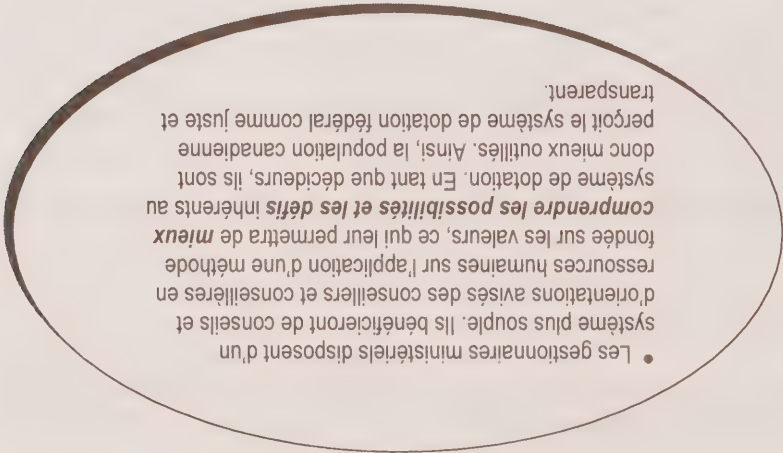 • Les gestionnaires ministériels disposent d'un
système plus souple. Ils bénéficieront de conseils et
d'orientations avisés des conseillers et conseillères en
ressources humaines sur l'application d'une méthode
fondée sur les valeurs, ce qui leur permettra de mieux
comprendre les possibilités et les défis inhérents au
système de dotation. En tant que décideurs, ils sont
donc mieux outillés. Ainsi, la population canadienne
perçoit le système de dotation fédéral comme juste et
transparent.